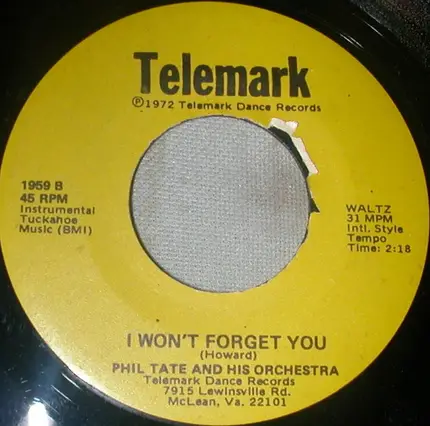 Telemark
℗1972 Telemark Dance Records
1959 B
45 RPM
Instrumental
Tuckahoe
Music (BMI)
WALTZ
31 MPM
Intl. Style
Tempo
Time: 2:18
I WON'T FORGET YOU
(Howard)
PHIL TATE AND HIS ORCHESTRA
Telemark Dance Records
7915 Lewinsville Rd.
McLean, Va. 22101